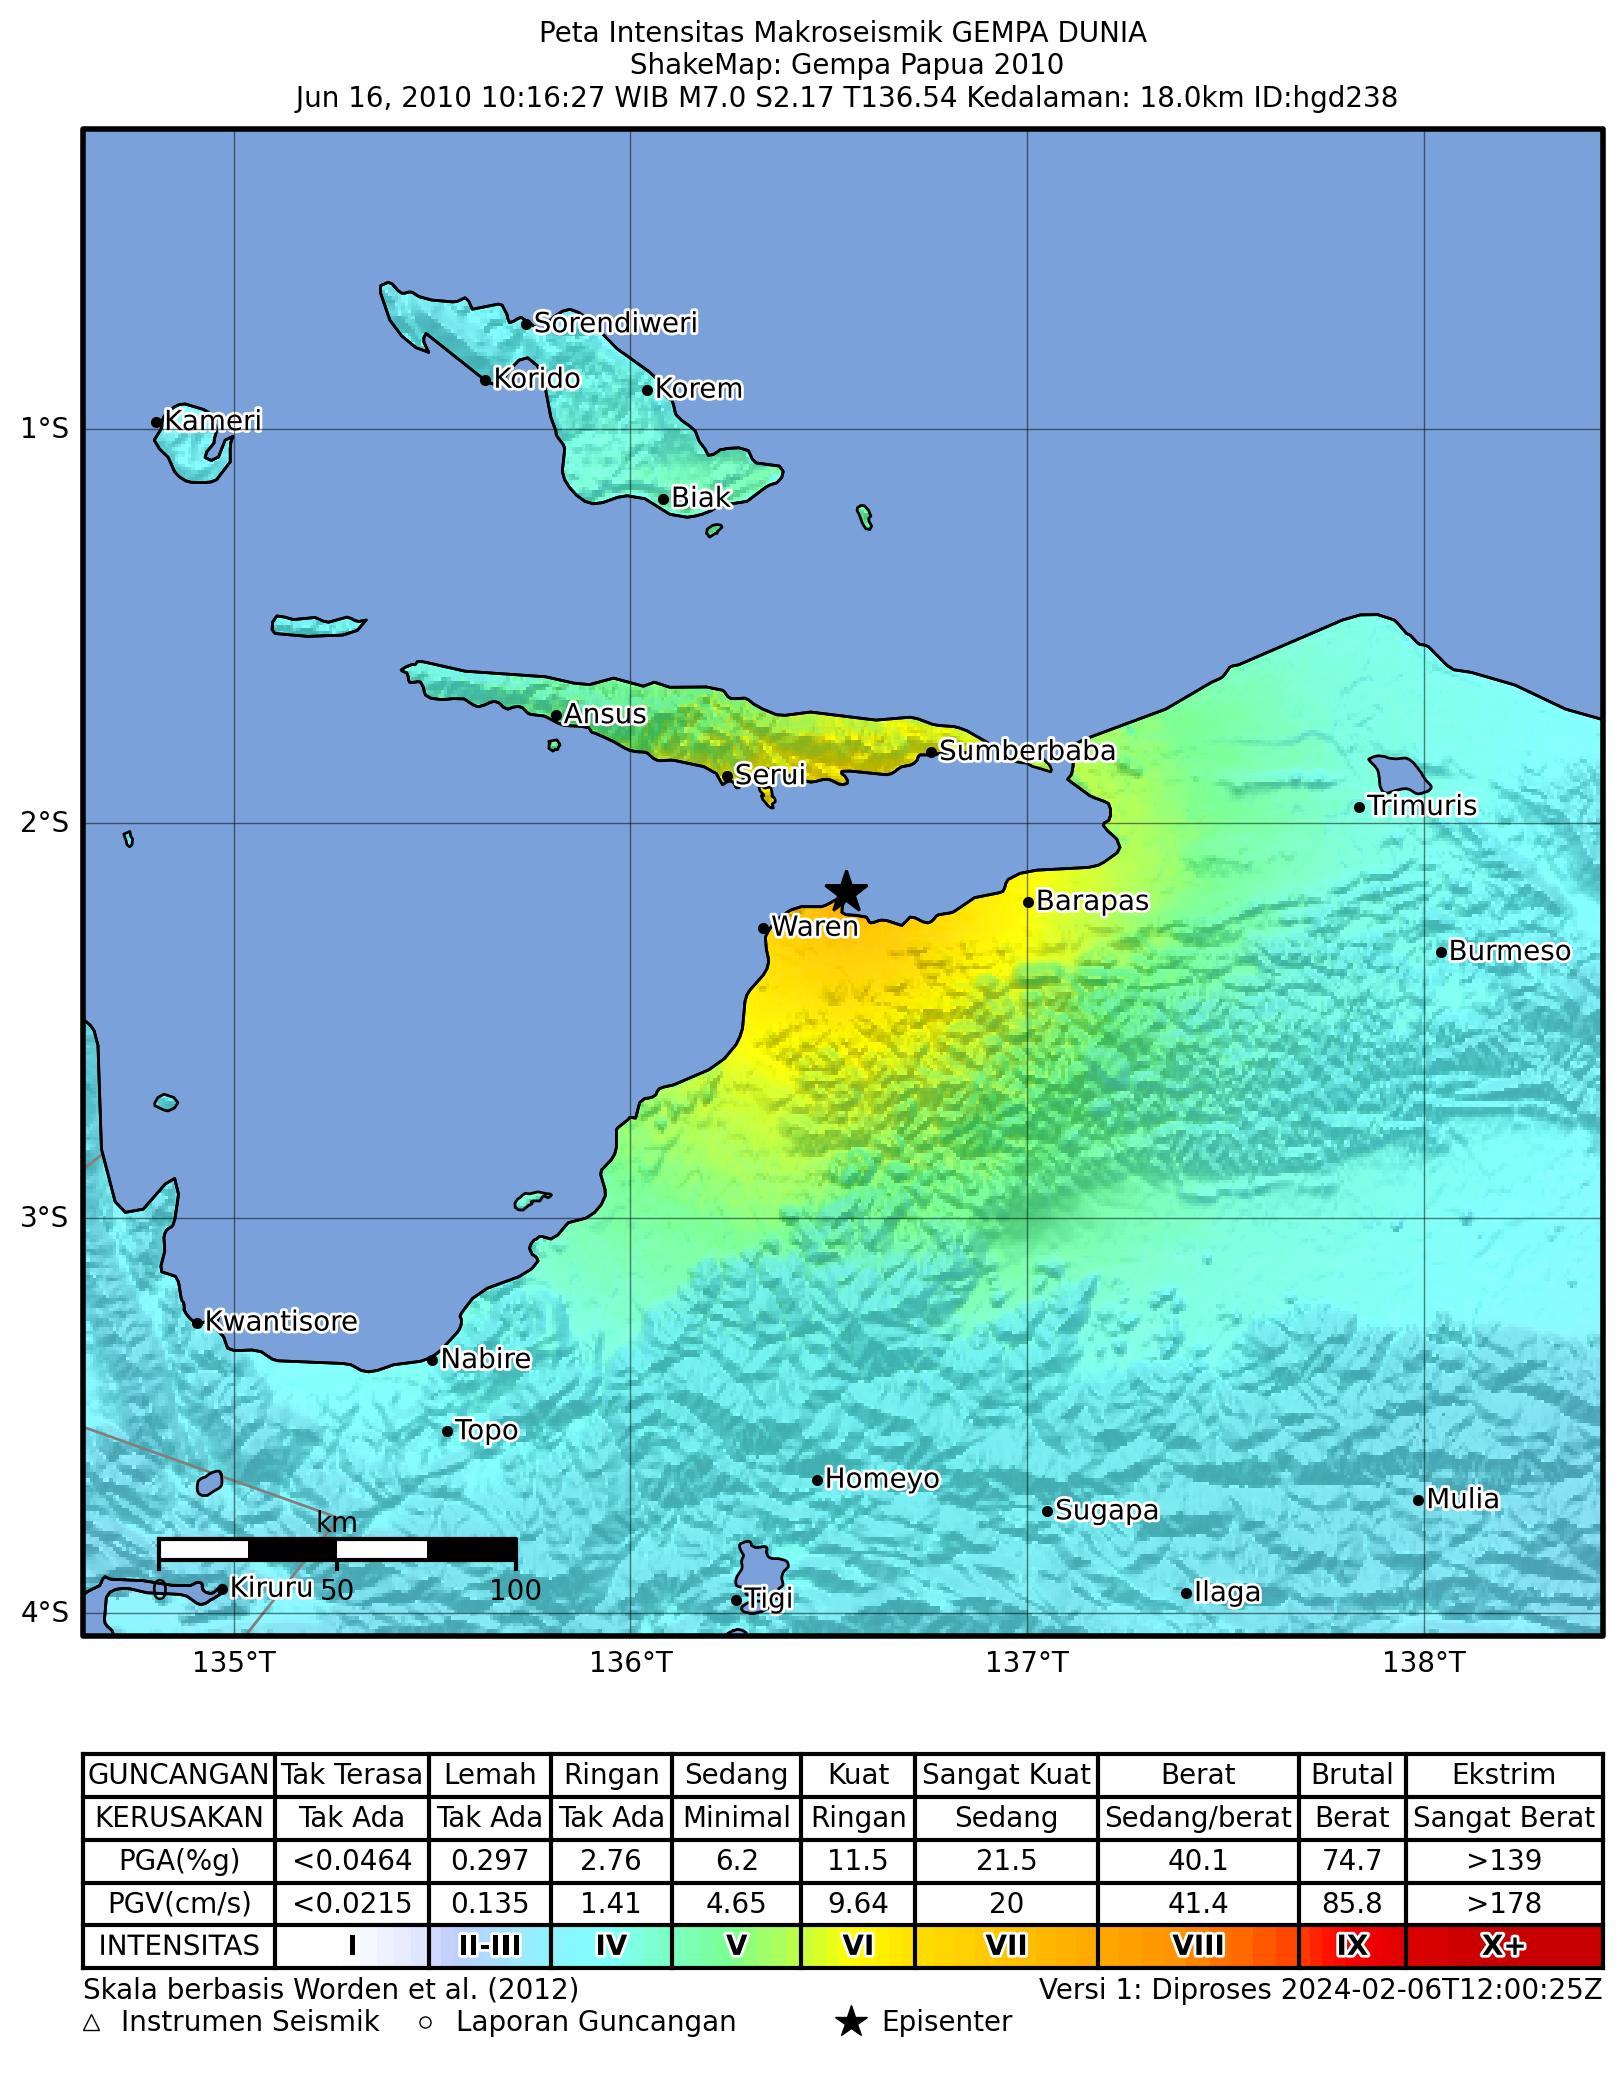 Peta Intensitas Makroseismik GEMPA DUNIA
ShakeMap: Gempa Papua 2010
Jun 16, 2010 10:16:27 WIB M7.0 S2.17 T136.54 Kedalaman: 18.0km ID:hgd238
Sorendiweri
Korido
Korem
Kameri
1°S
Biak
Ansus
Sumberbaba
Serui
Trimuris
2°S
Barapas
Waren
Burmeso
3°S
Kwantisore
Nabire
Topo
Homeyo
Mulia
Sugapa
km
Kiruru
0 50 100
Ilaga
Tigi
4°S
135°T 136°T 137°T 138°T
GUNCANGAN Tak Terasa Lemah Ringan Sedang Kuat Sangat Kuat Berat Brutal Ekstrim
KERUSAKAN Tak Ada Tak Ada Tak Ada Minimal Ringan Sedang Sedang/berat Berat Sangat Berat
PGA(%g) <0.0464 0.297 2.76 6.2 11.5 21.5 40.1 74.7 >139
PGV(cm/s) <0.0215 0.135 1.41 4.65 9.64 20 41.4 85.8 >178
INTENSITAS I II-III IV V VI VII VIII IX X+
Skala berbasis Worden et al. (2012) Versi 1: Diproses 2024-02-06T12:00:25Z
Instrumen Seismik Laporan Guncangan Episenter